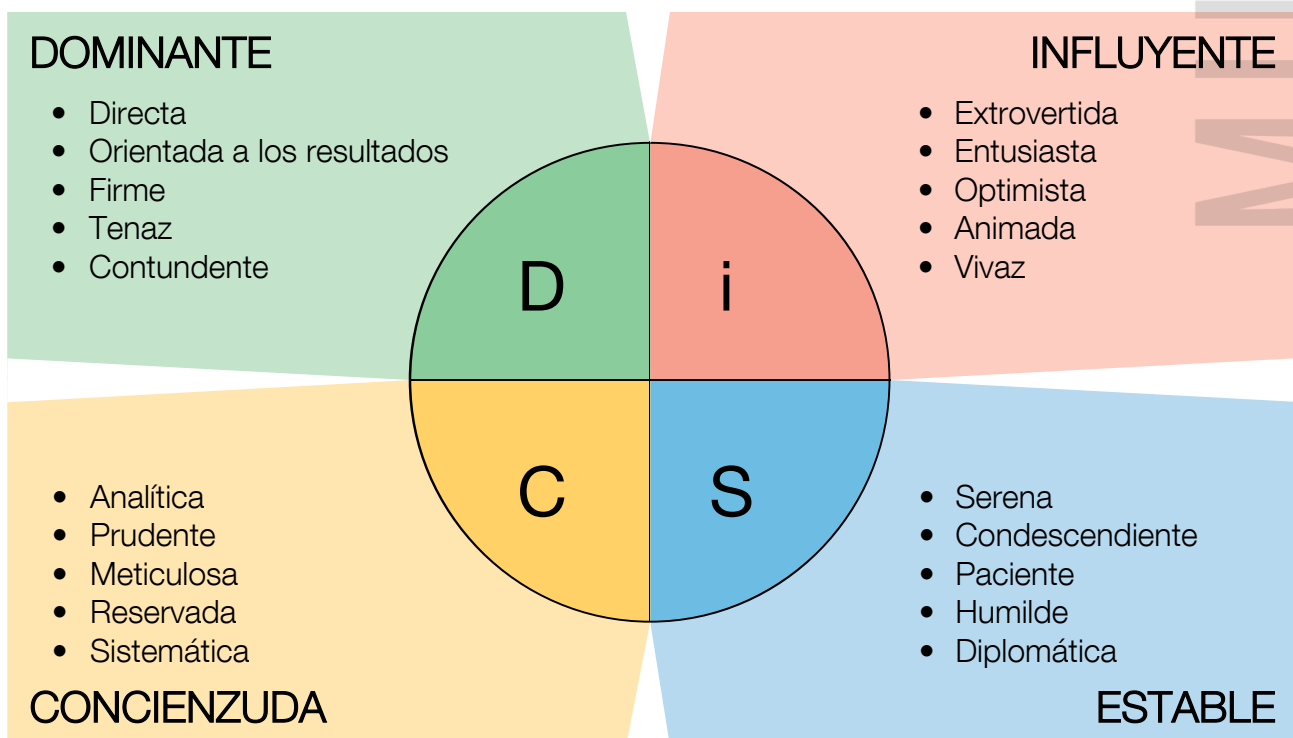 DOMINANTE
• Directa
• Orientada a los resultados
• Firme
• Tenaz
• Contundente
INFLUYENTE
• Extrovertida
• Entusiasta
• Optimista
• Animada
• Vivaz
D
i
C
S
• Analítica
• Prudente
• Meticulosa
• Reservada
• Sistemática
CONCIENZUDA
• Serena
• Condescendiente
• Paciente
• Humilde
• Diplomática
ESTABLE